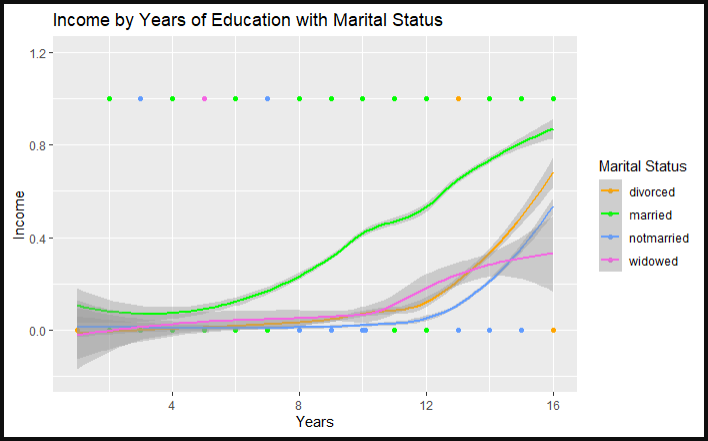 Income by Years of Education with Marital Status
1.2
0.8
0.4
0.0
Income
4 8 12 16
Years
Marital Status
divorced
married
notmarried
widowed